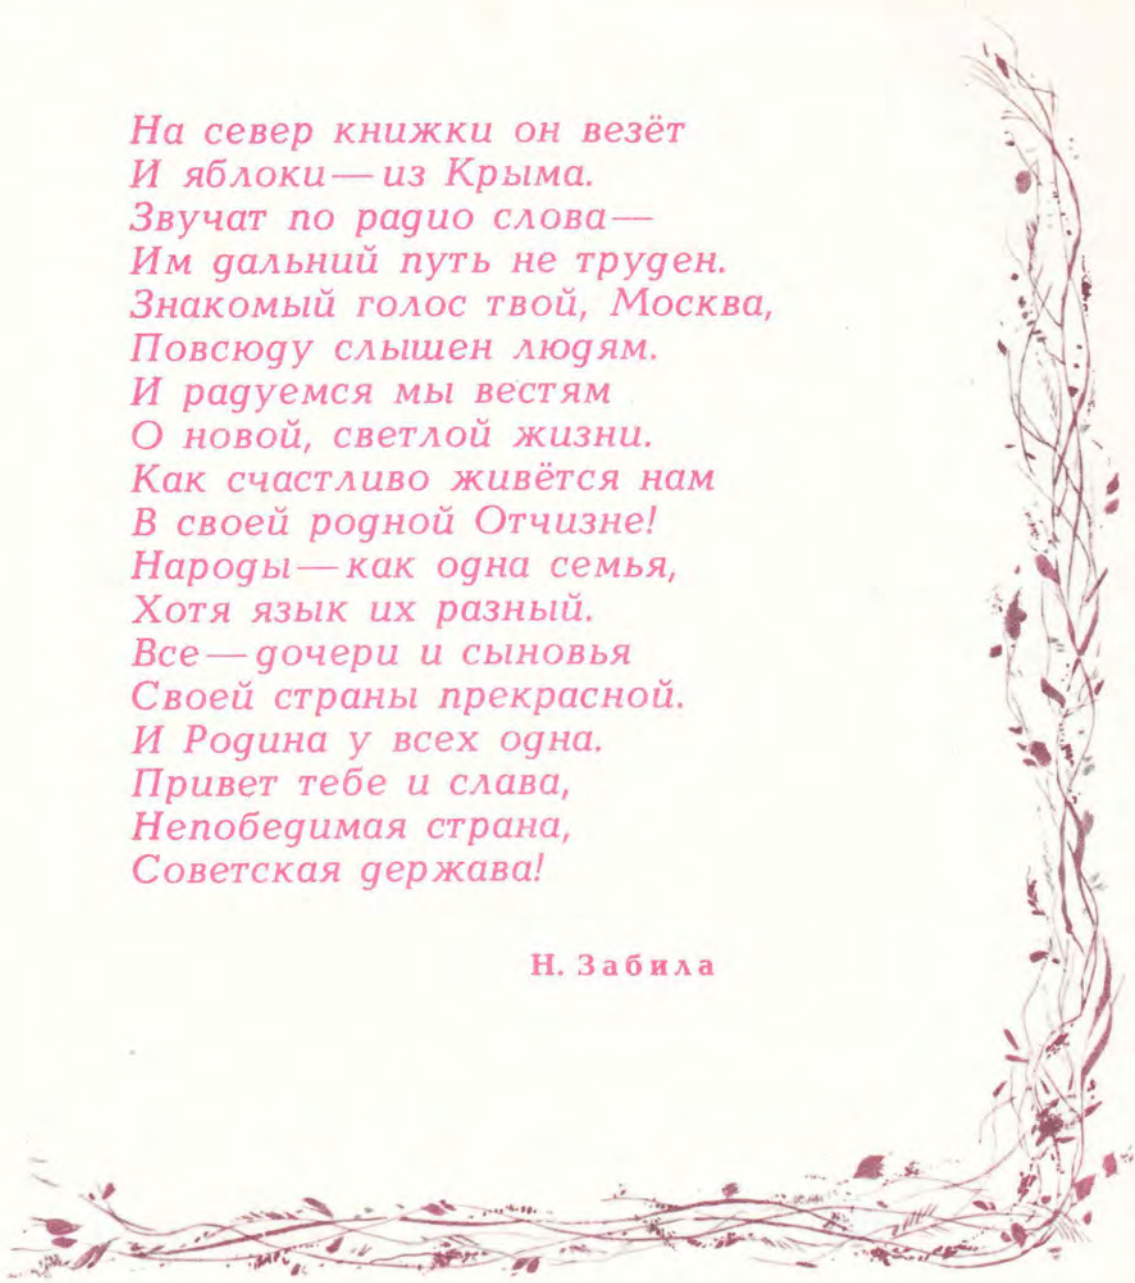 На север книжки он везёт
И яблоки — из Крыма.
Звучат по радио слова —
Им дальний путь не труден.
Знакомый голос твой, Москва,
Повсюду слышен людям.
И радуемся мы вестям
О новой, светлой жизни.
Как счастливо живётся нам
В своей родной Отчизне!
Народы — как одна семья,
Хотя язык их разный.
Все — дочери и сыновья
Своей страны прекрасной.
И Родина у всех одна.
Привет тебе и слава,
Непобедимая страна,
Советская держава!
Н. Забила